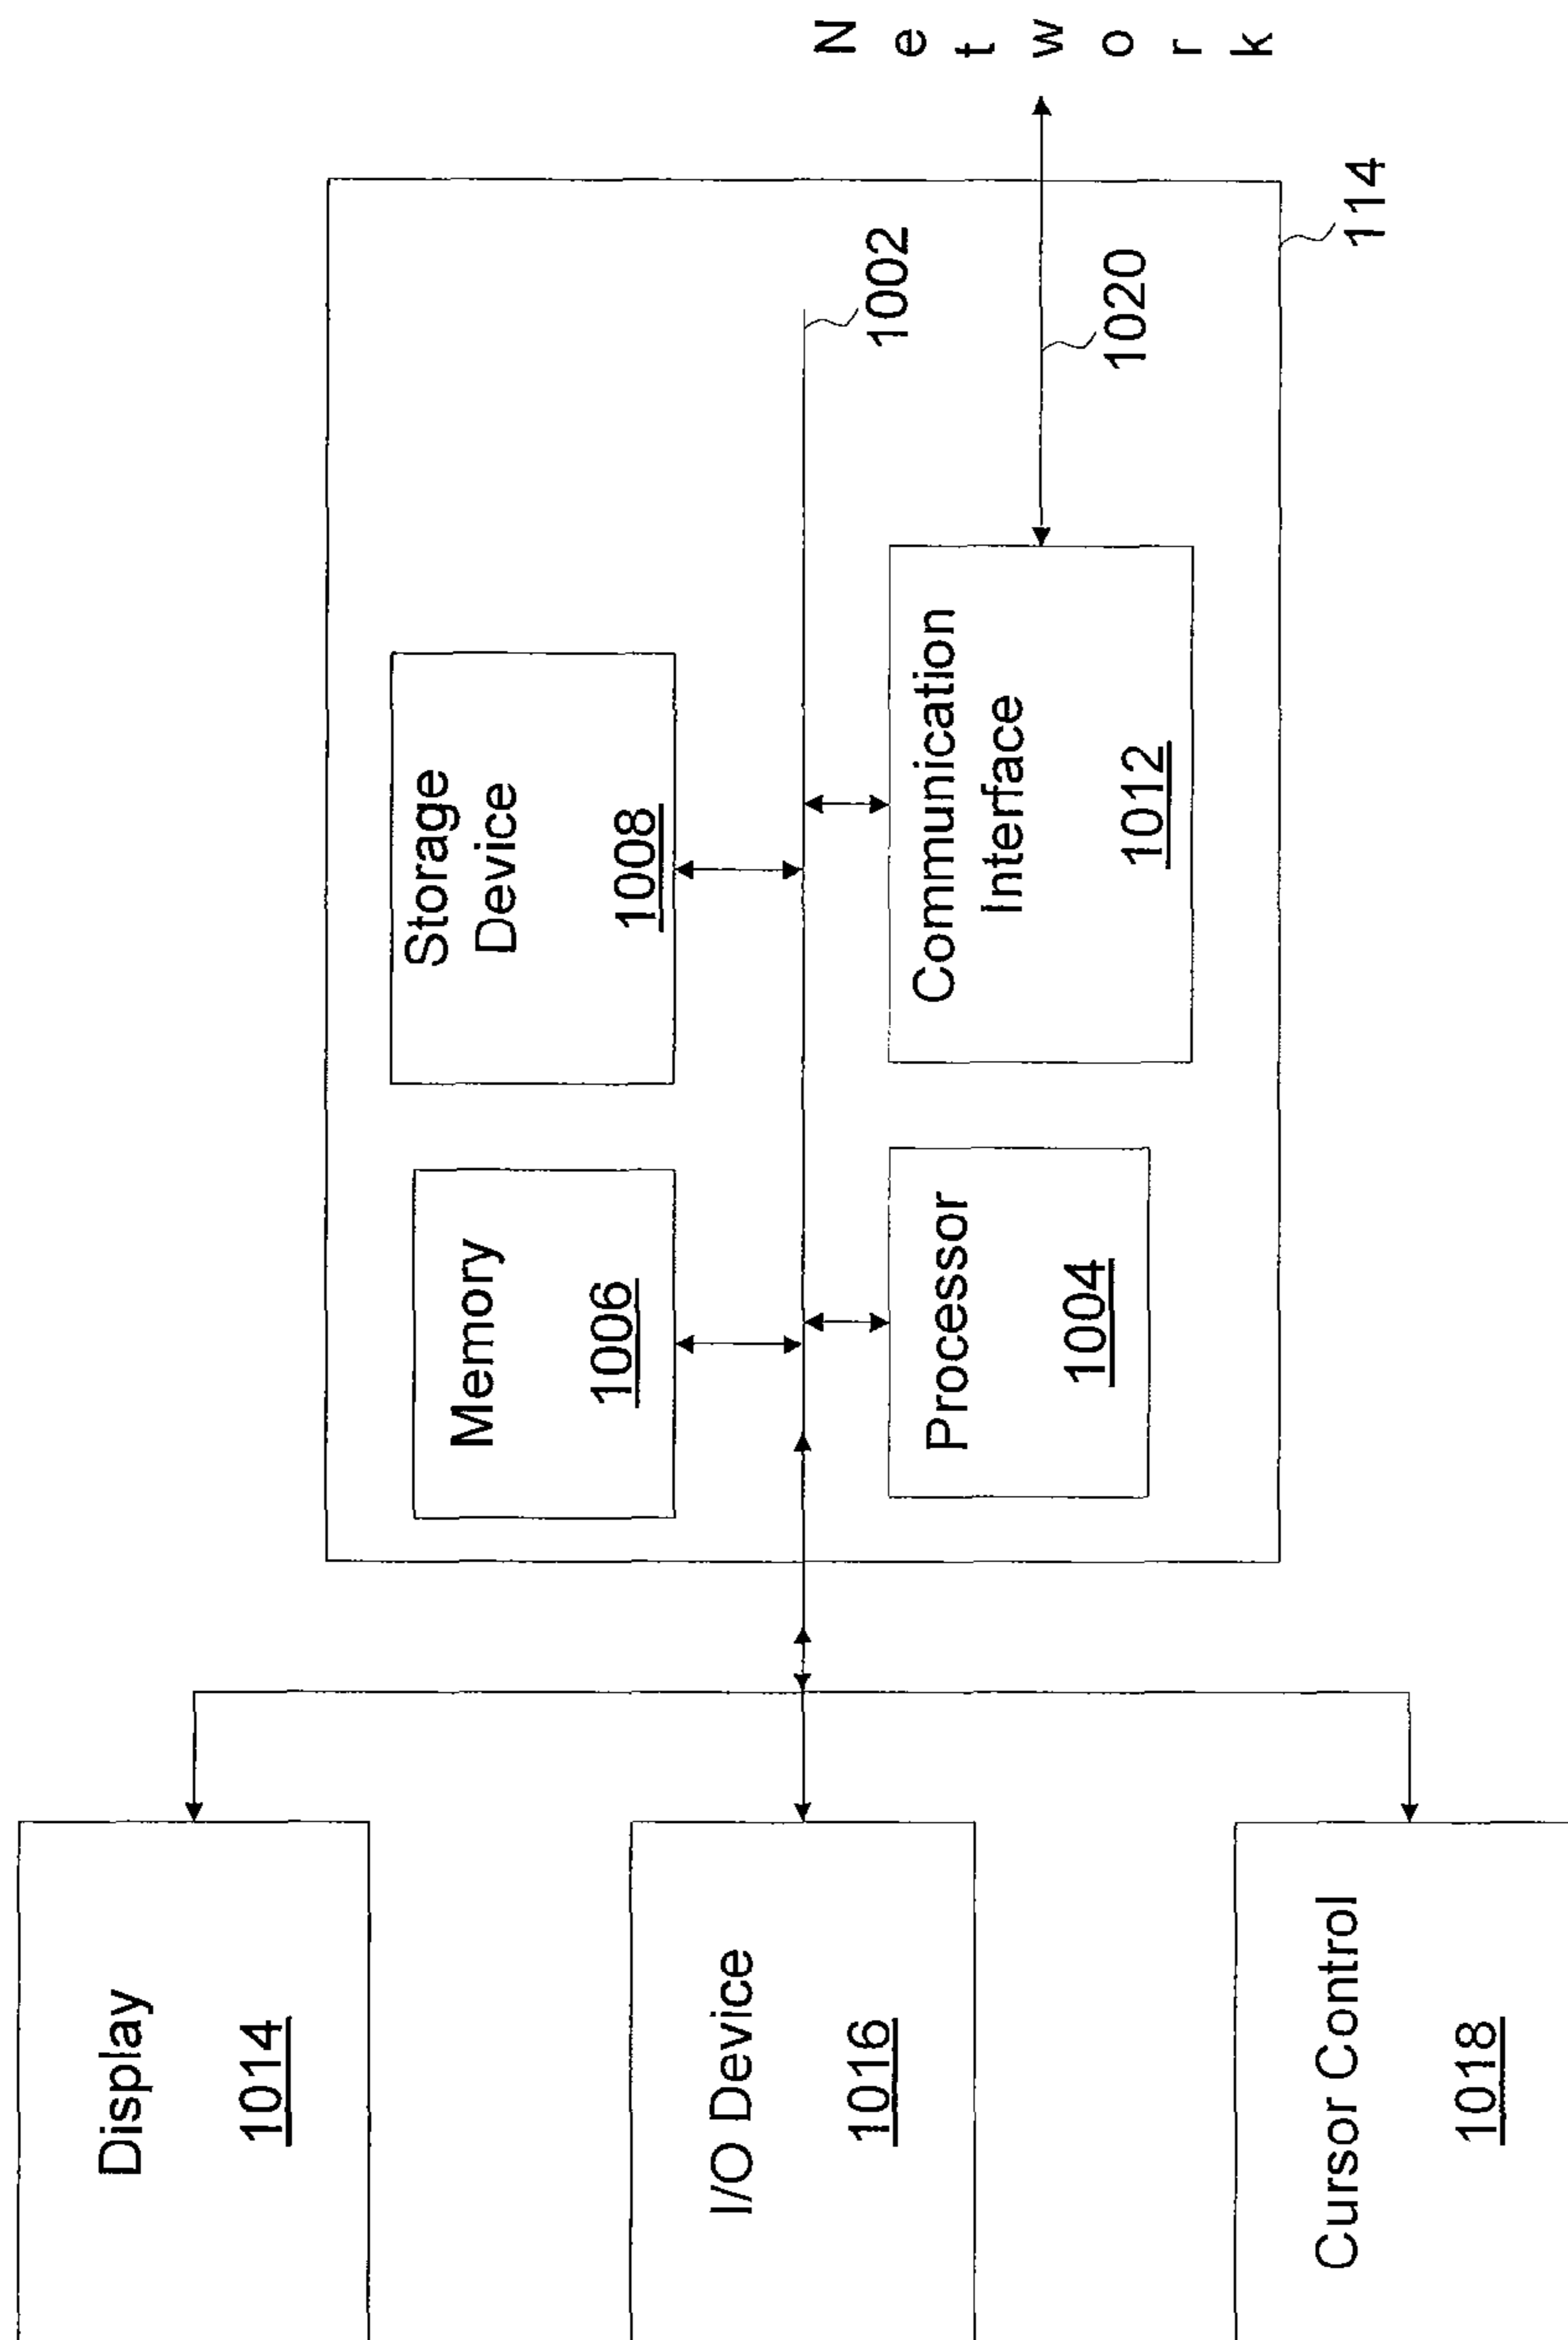 Display
1014
I/O Device
1016
Cursor Control
1018
Memory
1006
Storage
Device
1008
Processor
1004
Communication
Interface
1012
1002
1020
114
Network